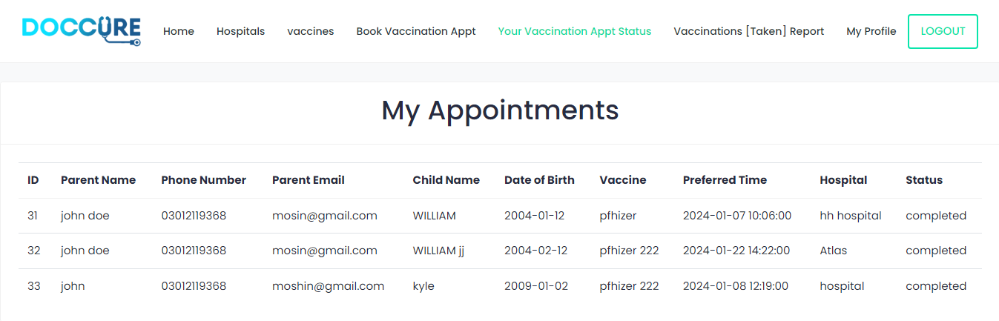 DOCCURE Home Hospitals vaccines Book Vaccination Appt Your Vaccination Appt Status Vaccinations [Taken] Report My Profile LOGOUT
My Appointments
ID Parent Name Phone Number Parent Email Child Name Date of Birth Vaccine Preferred Time Hospital Status
31 john doe 03012119368 mosin@gmail.com WILLIAM 2004-01-12 pfhizer 2024-01-07 10:06:00 hh hospital completed
32 john doe 03012119368 mosin@gmail.com WILLIAM jj 2004-02-12 pfhizer 222 2024-01-22 14:22:00 Atlas completed
33 john 03012119368 moshin@gmail.com kyle 2009-01-02 pfhizer 222 2024-01-08 12:19:00 hospital completed